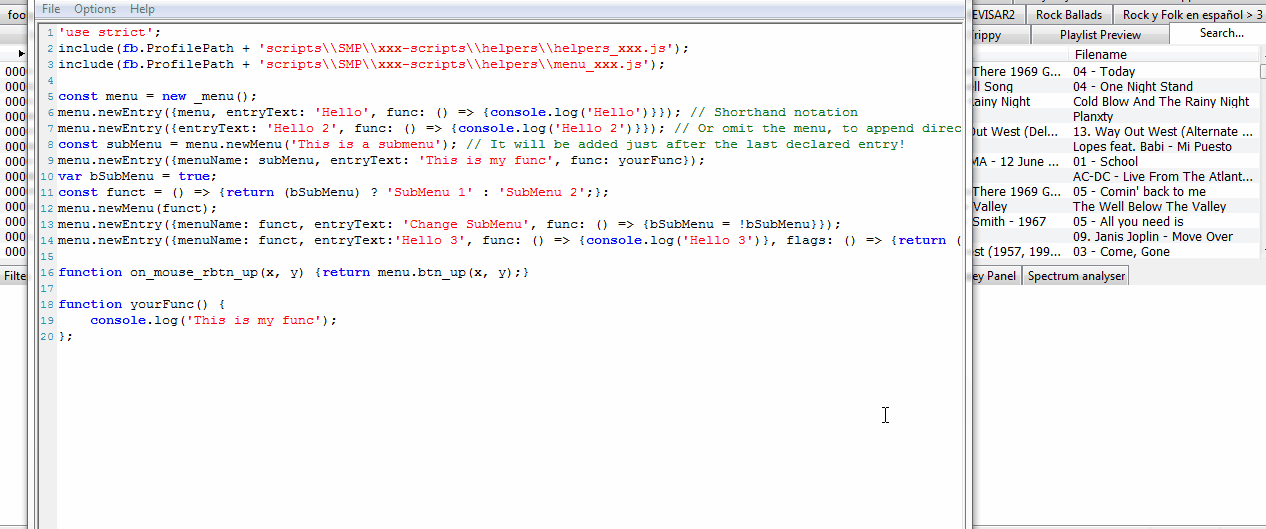 File Options Help
foo
1 'use strict';
2 include(fb.ProfilePath + 'scripts\\SMP\\xxx-scripts\\helpers\\helpers_xxx.js');
3 include(fb.ProfilePath + 'scripts\\SMP\\xxx-scripts\\helpers\\menu_xxx.js');
4
5 const menu = new _menu();
6 menu.newEntry({menu, entryText: 'Hello', func: () => {console.log('Hello')}}); // Shorthand notation
7 menu.newEntry({entryText: 'Hello 2', func: () => {console.log('Hello 2')}}); // Or omit the menu, to append direc
8 const subMenu = menu.newMenu('This is a submenu'); // It will be added just after the last declared entry!
9 menu.newEntry({menuName: subMenu, entryText: 'This is my func', func: yourFunc});
10 var bSubMenu = true;
11 const funct = () => {return (bSubMenu) ? 'SubMenu 1' : 'SubMenu 2';};
12 menu.newMenu(funct);
13 menu.newEntry({menuName: funct, entryText: 'Change SubMenu', func: () => {bSubMenu = !bSubMenu}});
14 menu.newEntry({menuName: funct, entryText:'Hello 3', func: () => {console.log('Hello 3')}, flags: () => {return (
15
16 function on_mouse_rbtn_up(x, y) {return menu.btn_up(x, y);}
17
18 function yourFunc() {
19 console.log('This is my func');
20 };
000
000
000
000
000
000
000
000
000
000
000
000
000
Filte
EVISAR2 Rock Ballads Rock y Folk en español > 3
rippy Playlist Preview Search...
Filename
There 1969 G... 04 - Today
ll Song 04 - One Night Stand
ainy Night Cold Blow And The Rainy Night
Planxty
Out West (Del... 13. Way Out West (Alternate ...
Lopes feat. Babi - Mi Puesto
MA - 12 June ... 01 - School
AC-DC - Live From The Atlant...
There 1969 G... 05 - Comin' back to me
Valley The Well Below The Valley
Smith - 1967 05 - All you need is
09. Janis Joplin - Move Over
st (1957, 199... 03 - Come, Gone
ey Panel Spectrum analyser